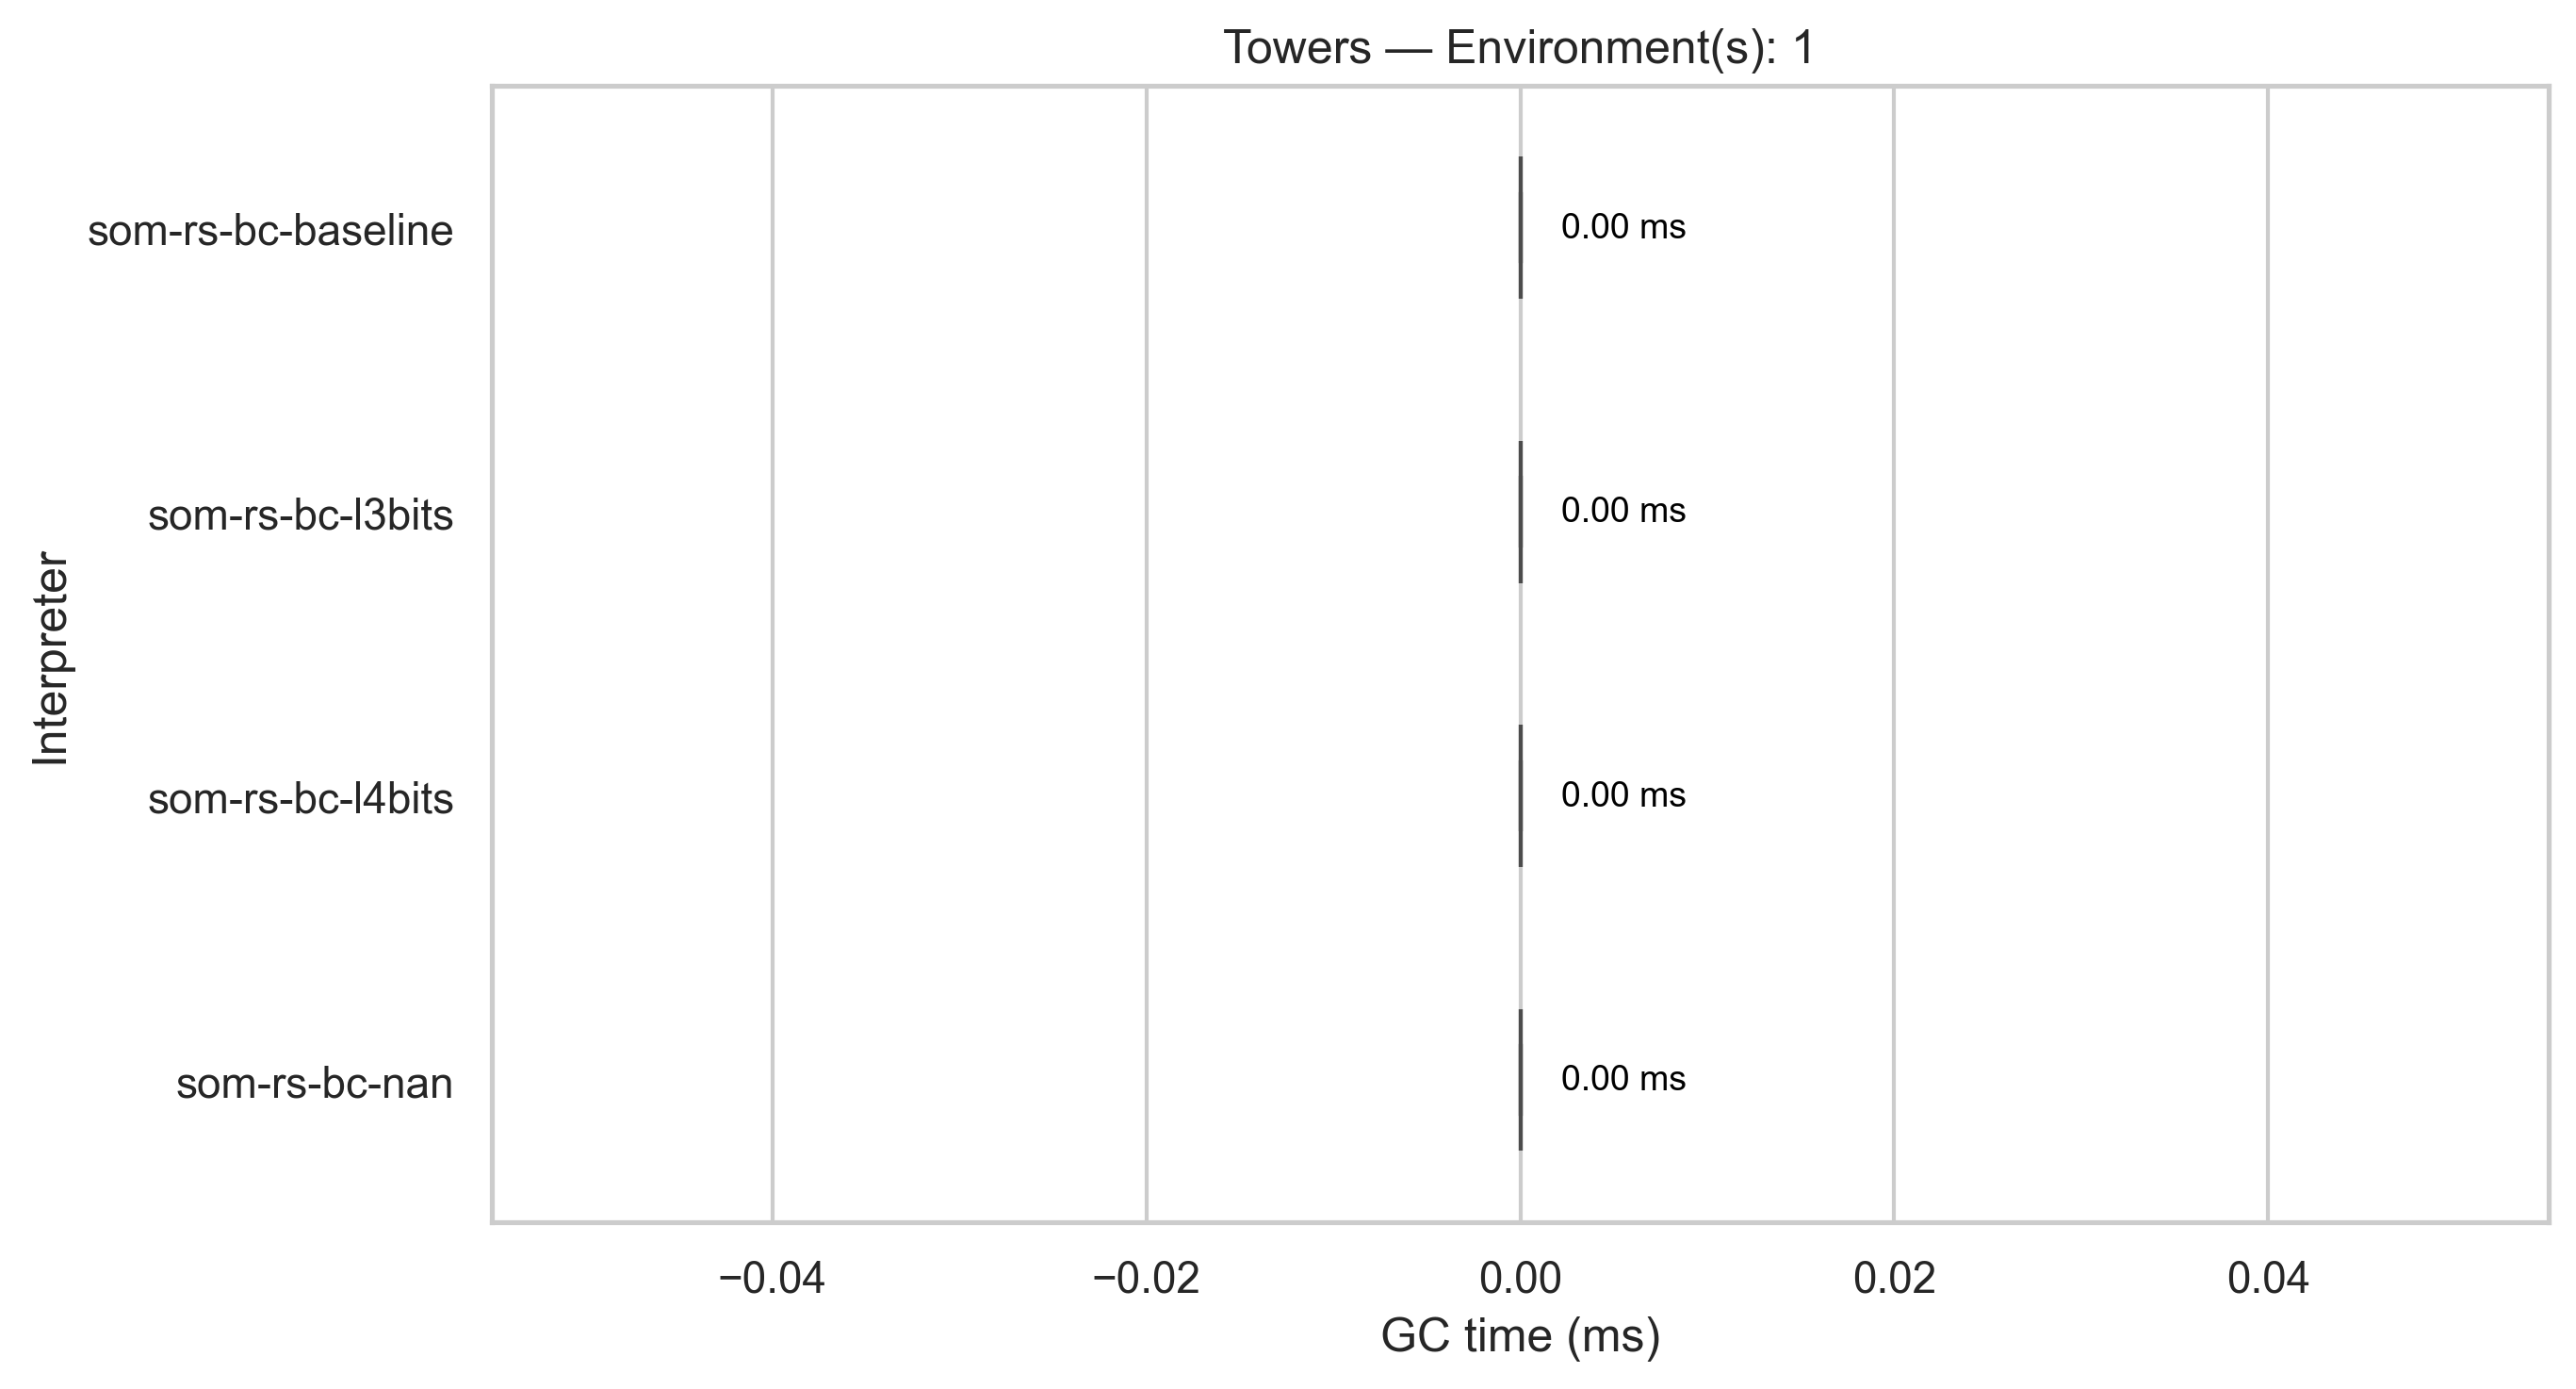 Towers — Environment(s): 1
Interpreter
som-rs-bc-baseline
0.00 ms
som-rs-bc-l3bits
0.00 ms
som-rs-bc-l4bits
0.00 ms
som-rs-bc-nan
0.00 ms
−0.04
−0.02
0.00
0.02
0.04
GC time (ms)